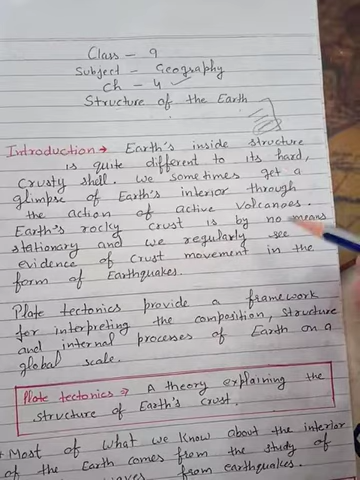 Class - 9
Subject - Geography
Ch - 4
Structure of the Earth
Introduction → Earth's inside structure
is quite different to its hard,
crusty shell. We sometimes get a
glimpse of Earth's interior through
the action of active volcanoes.
Earth's rocky crust is by no means
stationary and we regularly see
evidence of crust movement in the
form of Earthquakes.
Plate tectonics provide a framework
for interpreting the composition, structure
and internal processes of Earth on a
global scale.
Plate tectonics → A theory explaining the
structure of Earth's crust.
Most of what we know about the interior
of the Earth comes from the study of
from earthquakes.